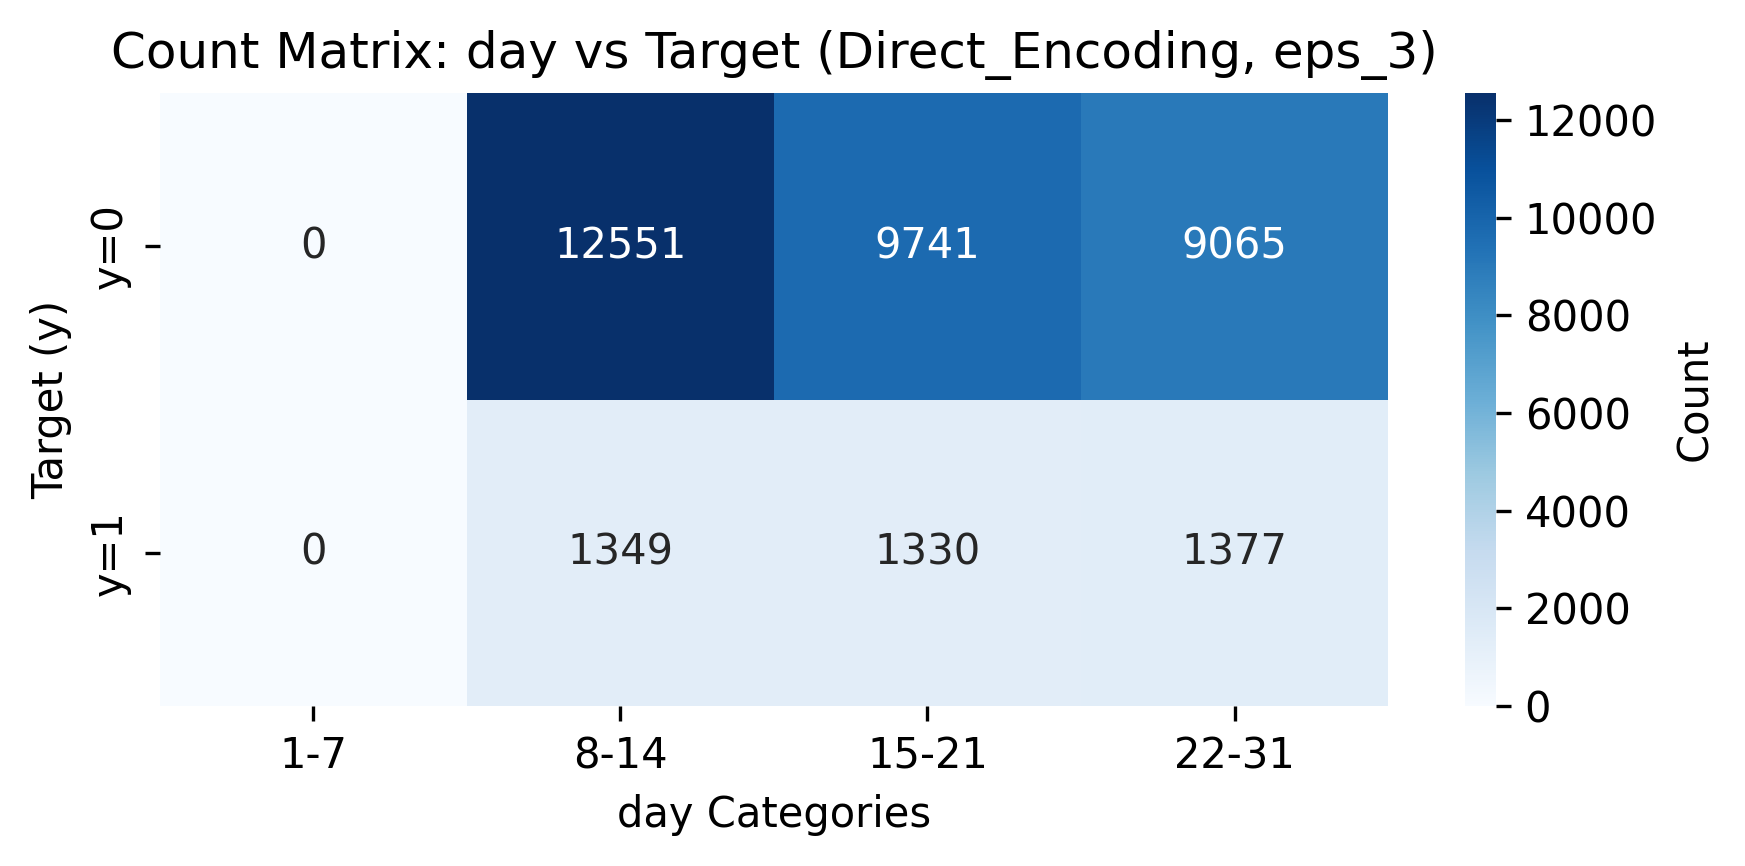 Count Matrix: day vs Target (Direct_Encoding, eps_3)
Target (y)
y=0
0 12551 9741 9065
y=1
0 1349 1330 1377
1-7 8-14 15-21 22-31
day Categories
12000
10000
8000
6000
4000
2000
0
Count